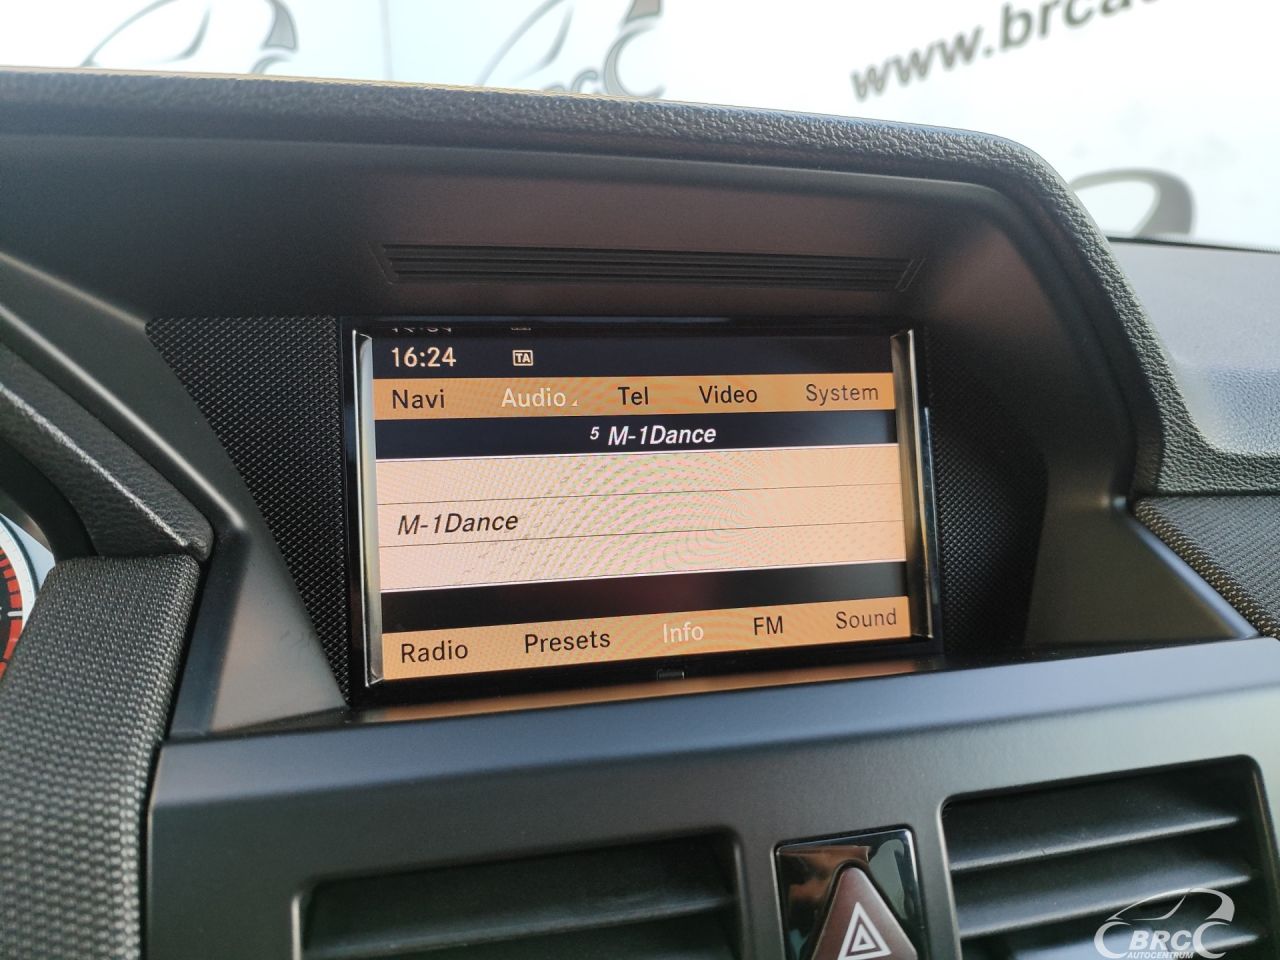 www.brca
16:24 TA
Navi Audio Tel Video System
5 M-1Dance
M-1Dance
Radio Presets Info FM Sound
BRC
AUTOCENTRUM